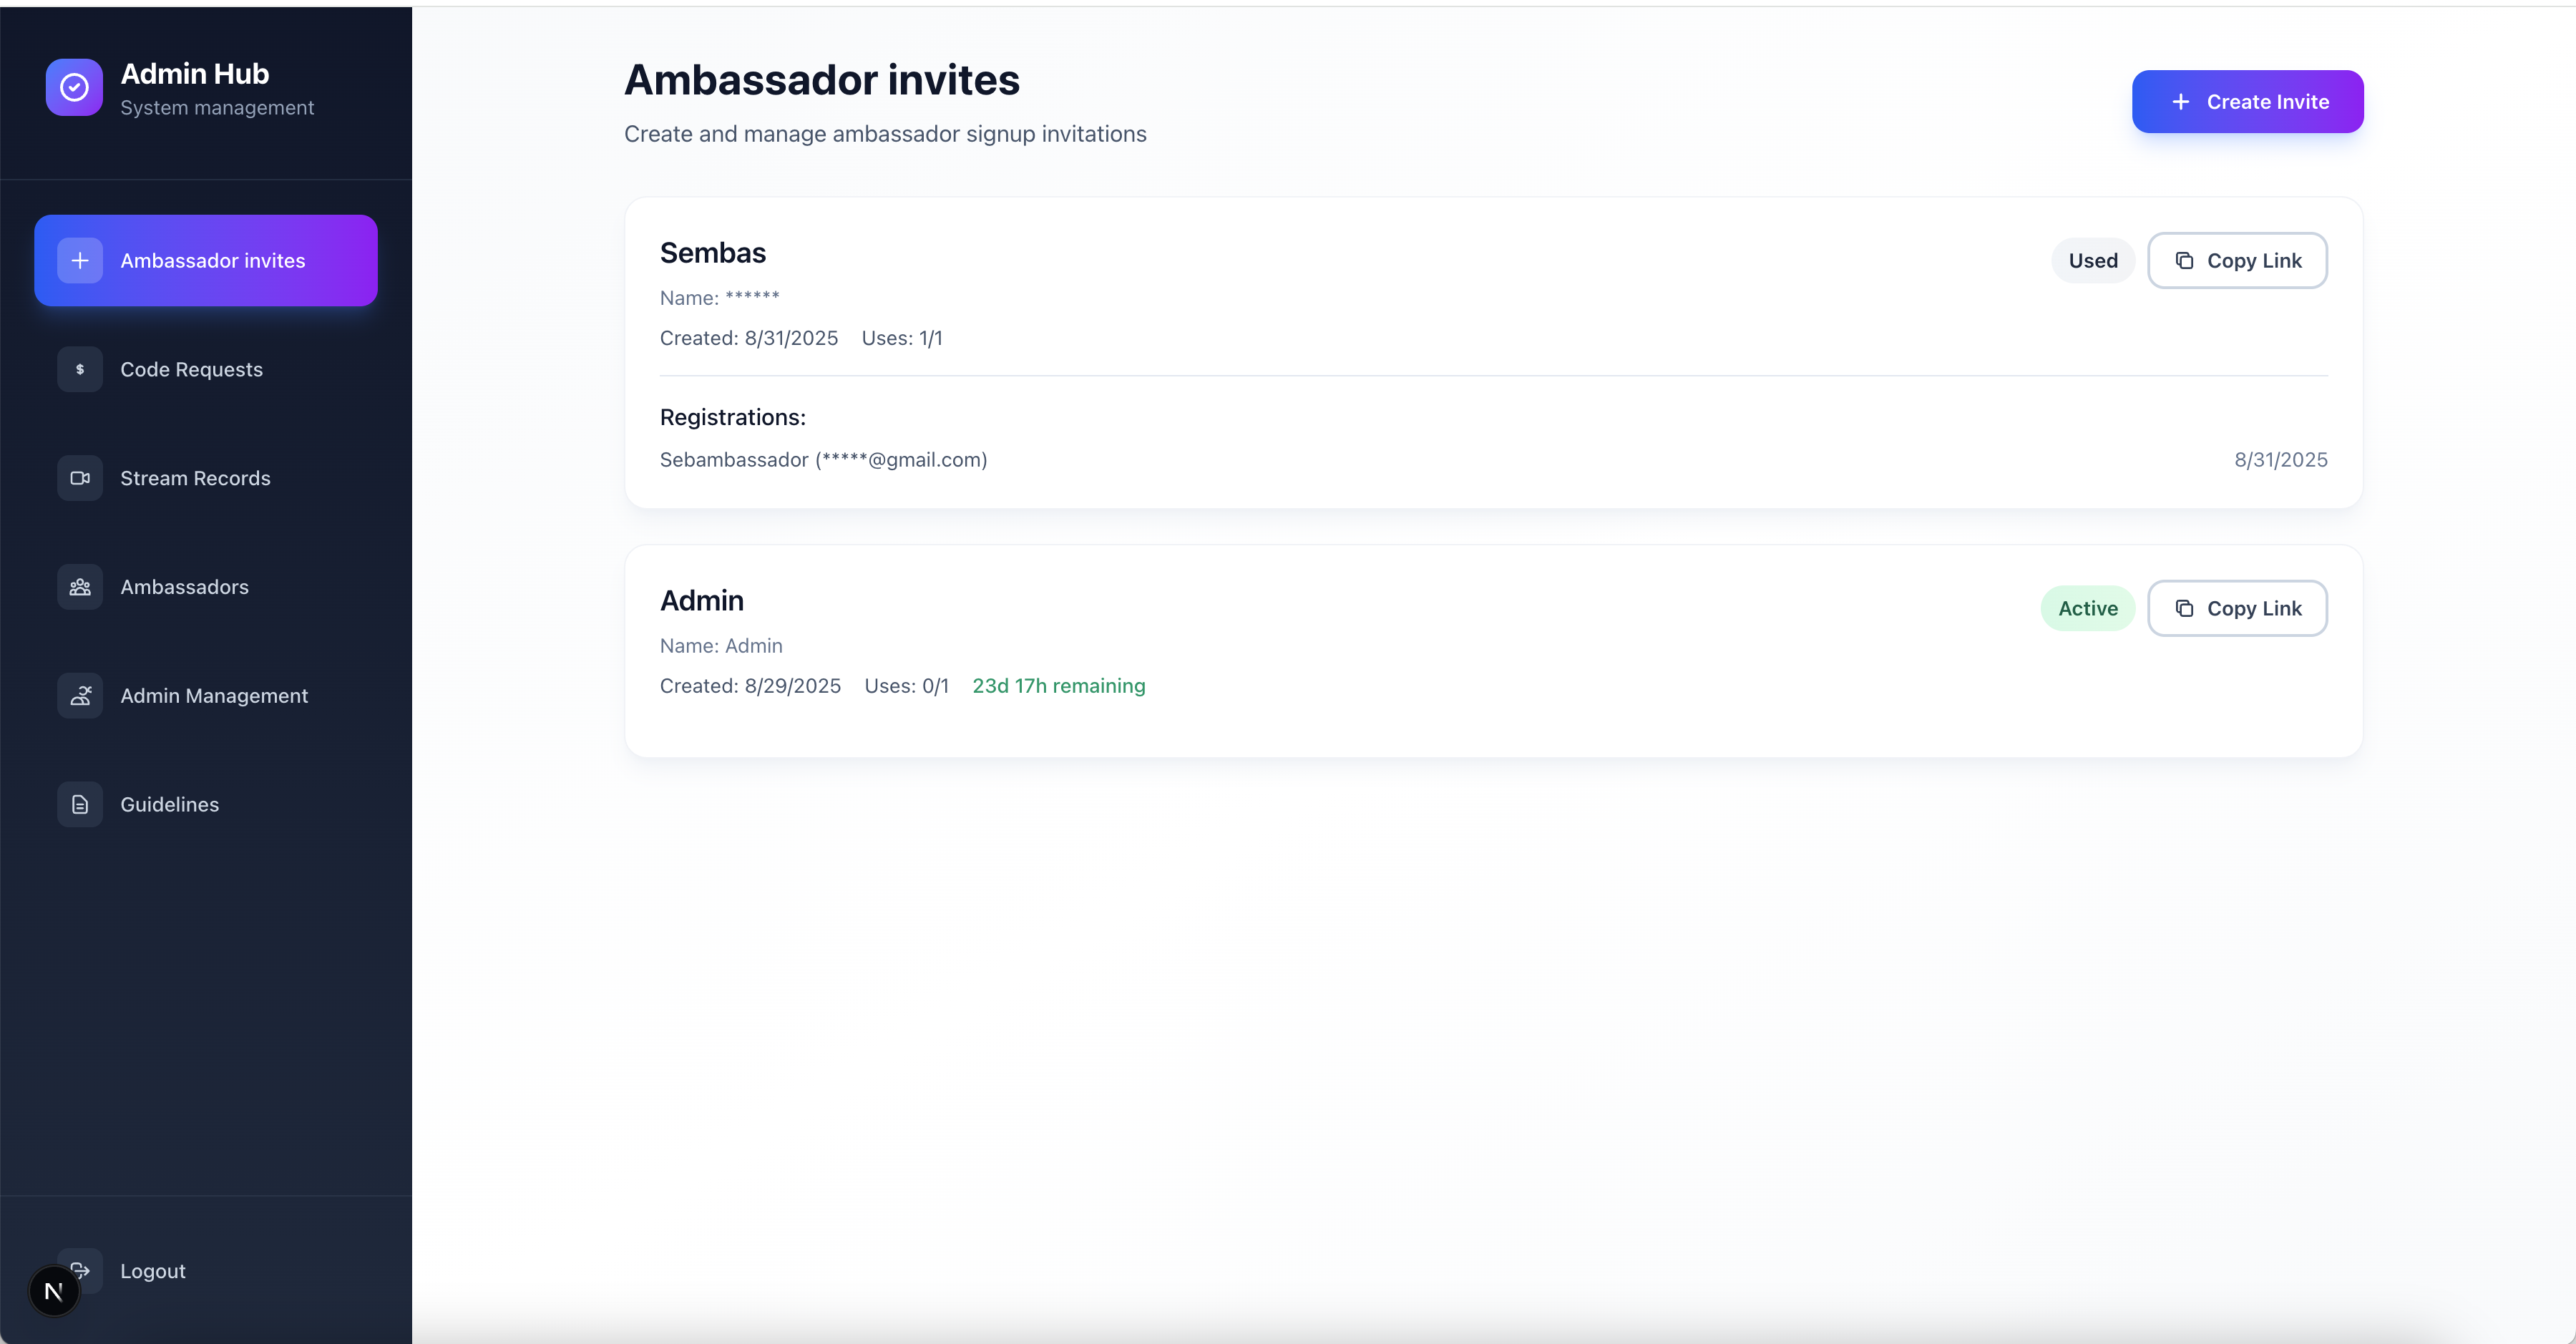 Admin Hub
System management
Ambassador invites
Code Requests
Stream Records
Ambassadors
Admin Management
Guidelines
Logout
N
Ambassador invites
Create and manage ambassador signup invitations
Create Invite
Sembas
Used
Copy Link
Name: ******
Created: 8/31/2025 Uses: 1/1
Registrations:
Sebambassador (*****@gmail.com) 8/31/2025
Admin
Active
Copy Link
Name: Admin
Created: 8/29/2025 Uses: 0/1 23d 17h remaining